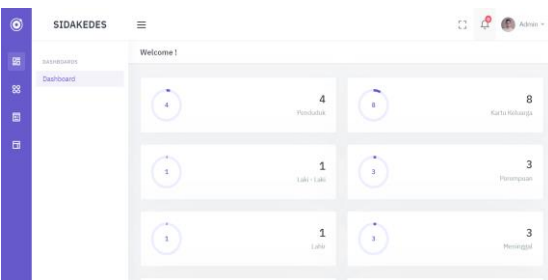 SIDAKEDES
Admin
DASHBOARDS
Dashboard
Welcome !
4
4
Penduduk
8
8
Kartu Keluarga
1
1
Laki - Laki
3
3
Perempuan
1
1
Lahir
3
3
Meninggal